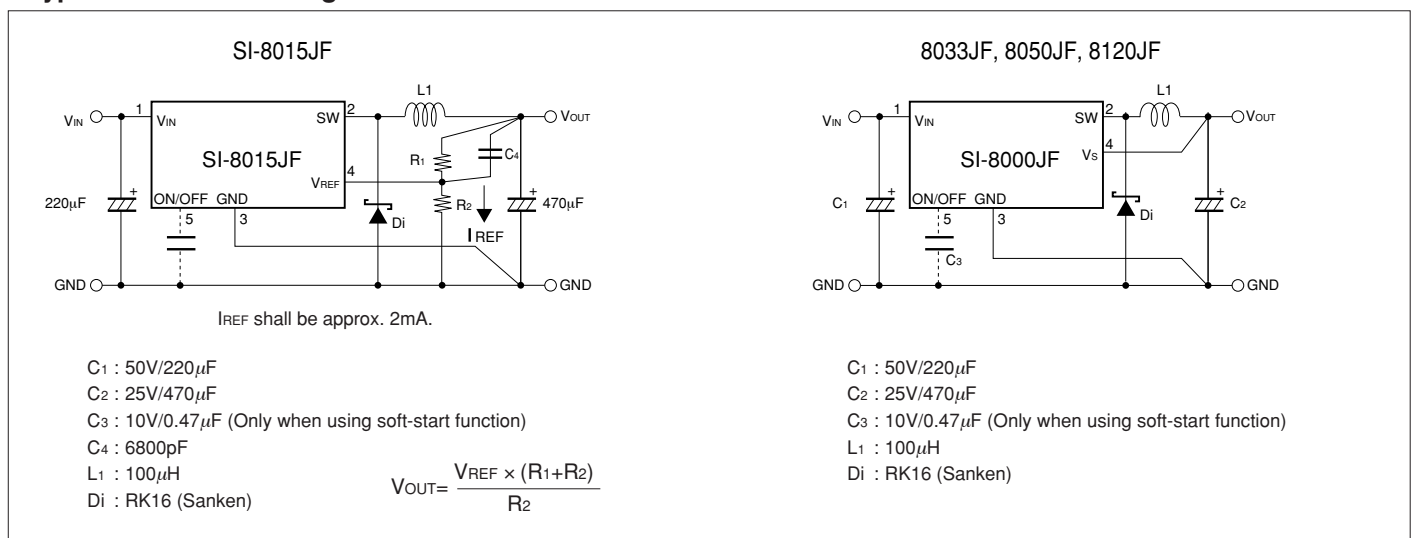 SI-8015JF
VIN
1
VIN
SW
2
L1
VOUT
SI-8015JF
R1
C4
VREF
4
220µF
+
ON/OFF GND
5
3
Di
R2
IREF
+
470µF
GND
GND
IREF shall be approx. 2mA.
C1 : 50V/220µF
C2 : 25V/470µF
C3 : 10V/0.47µF (Only when using soft-start function)
C4 : 6800pF
L1 : 100µH
Di : RK16 (Sanken)
VOUT= VREF × (R1+R2)
R2
8033JF, 8050JF, 8120JF
VIN
1
VIN
SW
2
L1
VOUT
VS
4
SI-8000JF
C1
+
ON/OFF GND
5
3
C3
Di
+
C2
GND
GND
C1 : 50V/220µF
C2 : 25V/470µF
C3 : 10V/0.47µF (Only when using soft-start function)
L1 : 100µH
Di : RK16 (Sanken)